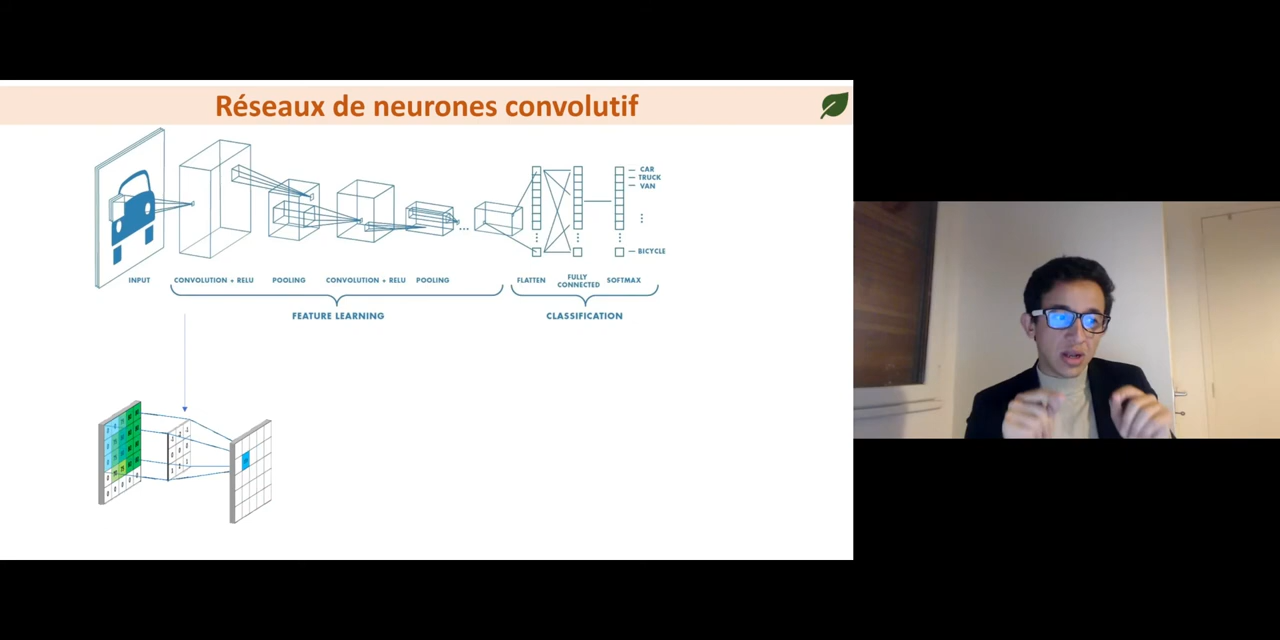 Réseaux de neurones convolutif
CAR
TRUCK
VAN
BICYCLE
INPUT
CONVOLUTION + RELU
POOLING
CONVOLUTION + RELU
POOLING
FLATTEN
FULLY
CONNECTED
SOFTMAX
FEATURE LEARNING
CLASSIFICATION